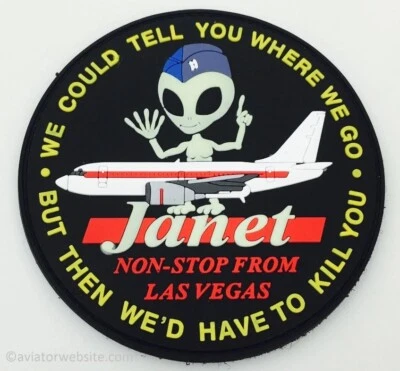 WE COULD TELL YOU WHERE WE GO
• BUT THEN WE'D HAVE TO KILL YOU •
Janet
NON-STOP FROM
LAS VEGAS
©aviatorwebsite.com